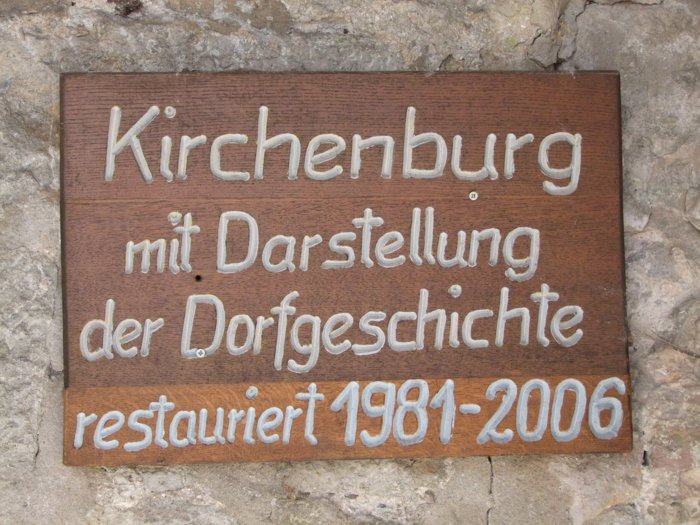 Kirchenburg
mit Darstellung
der Dorfgeschichte
restauriert 1981-2006